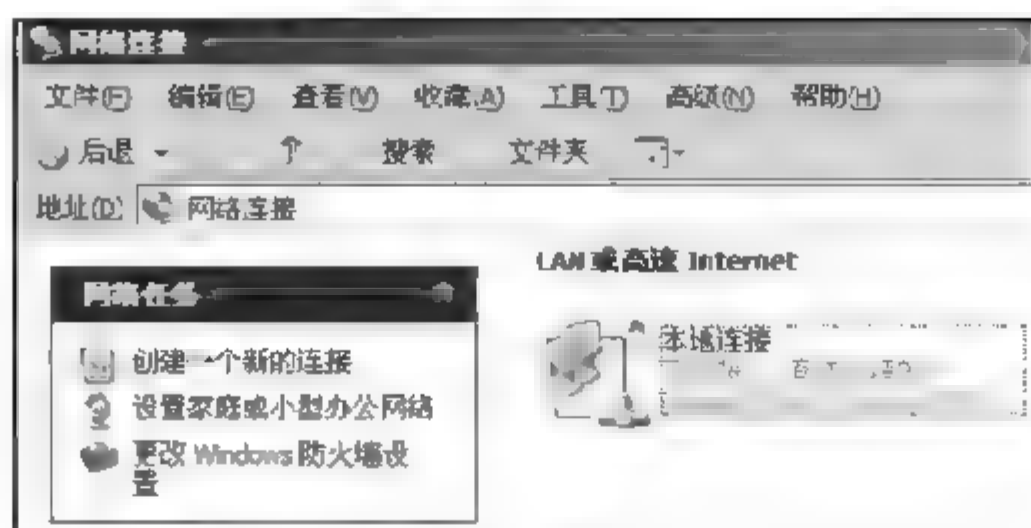 网络连接
文件(F) 编辑(E) 查看(V) 收藏(A) 工具(T) 高级(N) 帮助(H)
后退 搜索 文件夹
地址(D) 网络连接
LAN 或高速 Internet
网络任务
本地连接
创建一个新的连接
设置家庭或小型办公网络
更改 Windows 防火墙设
置